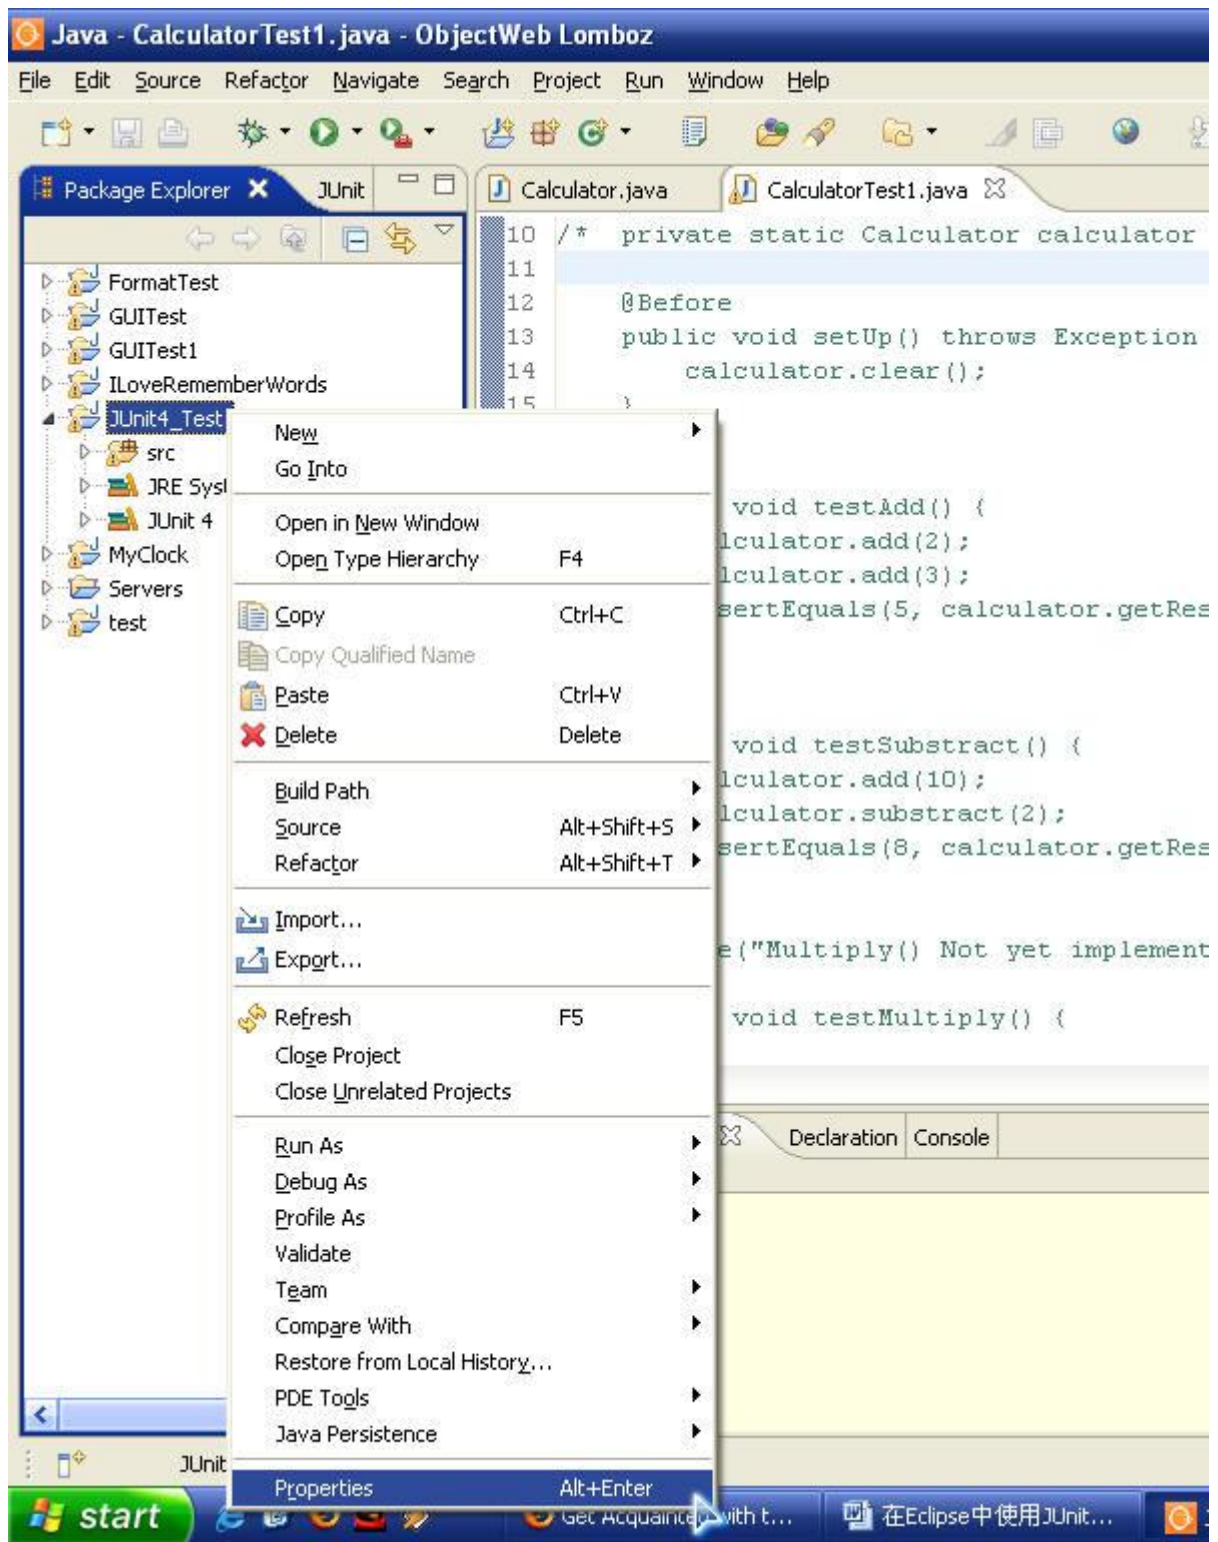 Java - CalculatorTest1.java - ObjectWeb Lomboz
File Edit Source Refactor Navigate Search Project Run Window Help
Package Explorer JUnit
Calculator.java CalculatorTest1.java
FormatTest
GUITest
GUITest1
ILoveRememberWords
JUnit4_Test
src
JRE Sys
JUnit 4
MyClock
Servers
test
New
Go Into
Open in New Window
Open Type Hierarchy F4
Copy Ctrl+C
Copy Qualified Name
Paste Ctrl+V
Delete Delete
Build Path
Source Alt+Shift+S
Refactor Alt+Shift+T
Import...
Export...
Refresh F5
Close Project
Close Unrelated Projects
Run As
Debug As
Profile As
Validate
Team
Compare With
Restore from Local History...
PDE Tools
Java Persistence
Properties Alt+Enter
10 /* private static Calculator calculator
11
12 @Before
13 public void setUp() throws Exception
14 calculator.clear();
15 }
void testAdd() {
lculator.add(2);
lculator.add(3);
sertEquals(5, calculator.getRes
void testSubstract() {
lculator.add(10);
lculator.substract(2);
sertEquals(8, calculator.getRes
e("Multiply() Not yet implement
void testMultiply() {
Declaration Console
JUnit
start
Get Acquainted with t...
在Eclipse中使用JUnit...